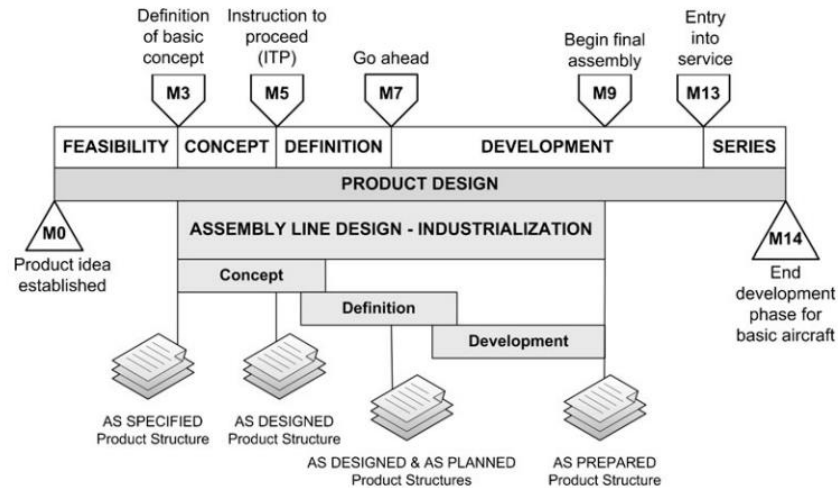 Definition
of basic
concept
Instruction to
proceed
(ITP)
Go ahead
Begin final
assembly
Entry
into
service
M3
M5
M7
M9
M13
FEASIBILITY
CONCEPT
DEFINITION
DEVELOPMENT
SERIES
PRODUCT DESIGN
M0
Product idea
established
ASSEMBLY LINE DESIGN - INDUSTRIALIZATION
M14
End
development
phase for
basic aircraft
Concept
Definition
Development
AS SPECIFIED
Product Structure
AS DESIGNED
Product Structure
AS DESIGNED & AS PLANNED
Product Structures
AS PREPARED
Product Structure